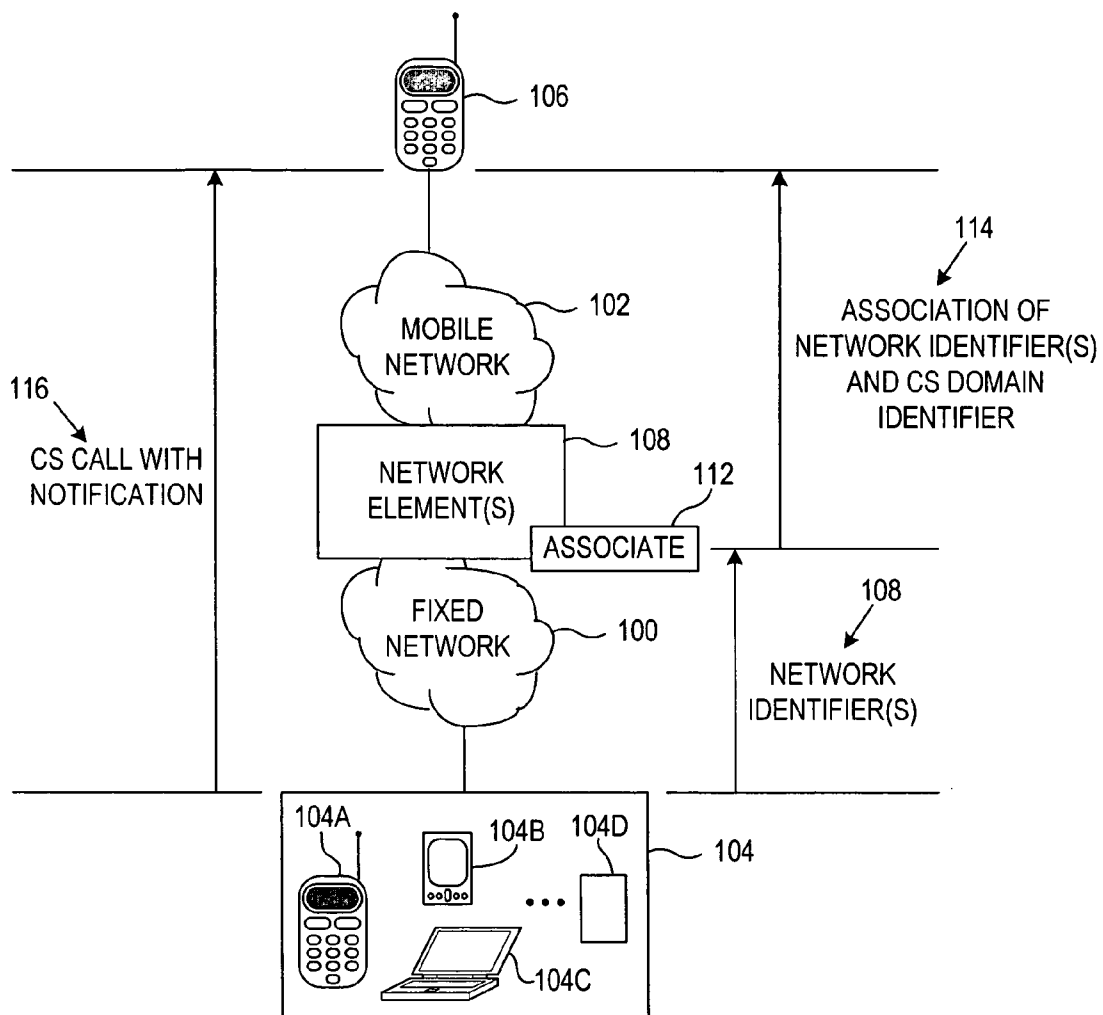 106
114
102
MOBILE
NETWORK
ASSOCIATION OF
NETWORK IDENTIFIER(S)
AND CS DOMAIN
IDENTIFIER
116
CS CALL WITH
NOTIFICATION
108
NETWORK
ELEMENT(S)
112
ASSOCIATE
FIXED
NETWORK
100
108
NETWORK
IDENTIFIER(S)
104A
104B
104D
104
104C